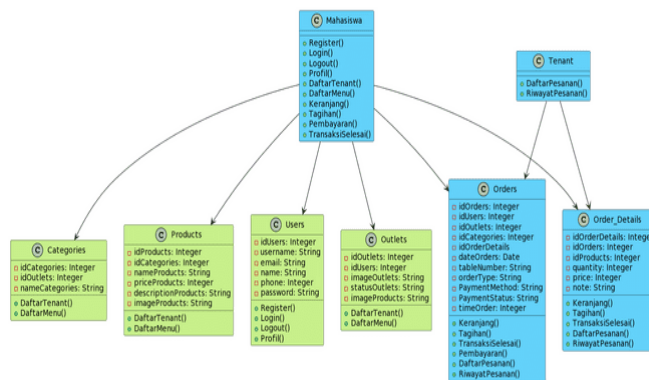 C Mahasiswa
Register()
Login()
Logout()
Profil()
DaftarTenant()
DaftarMenu()
Keranjang()
Tagihan()
Pembayaran()
TransaksiSelesai()
C Tenant
DaftarPesanan()
RiwayatPesanan()
C Categories
idCategories: Integer
idOutlets: Integer
nameCategories: String
DaftarTenant()
DaftarMenu()
C Products
idProducts: Integer
idCategories: Integer
nameProducts: String
priceProducts: Integer
descriptionProducts: String
imageProducts: String
DaftarTenant()
DaftarMenu()
C Users
idUsers: Integer
username: String
email: String
name: String
phone: Integer
password: String
Register()
Login()
Logout()
Profil()
C Outlets
idOutlets: Integer
idUsers: Integer
imageOutlets: String
statusOutlets: String
imageProducts: String
DaftarTenant()
DaftarMenu()
C Orders
idOrders: Integer
idUsers: Integer
idOutlets: Integer
idCategories: Integer
idOrderDetails
dateOrders: Date
tableNumber: String
orderType: String
PaymentMethod: String
PaymentStatus: String
timeOrder: Integer
Keranjang()
Tagihan()
TransaksiSelesai()
Pembayaran()
DaftarPesanan()
RiwayatPesanan()
C Order_Details
idOrderDetails: Integer
idOrders: Integer
idProducts: Integer
quantity: Integer
price: Integer
note: String
Keranjang()
Tagihan()
TransaksiSelesai()
DaftarPesanan()
RiwayatPesanan()